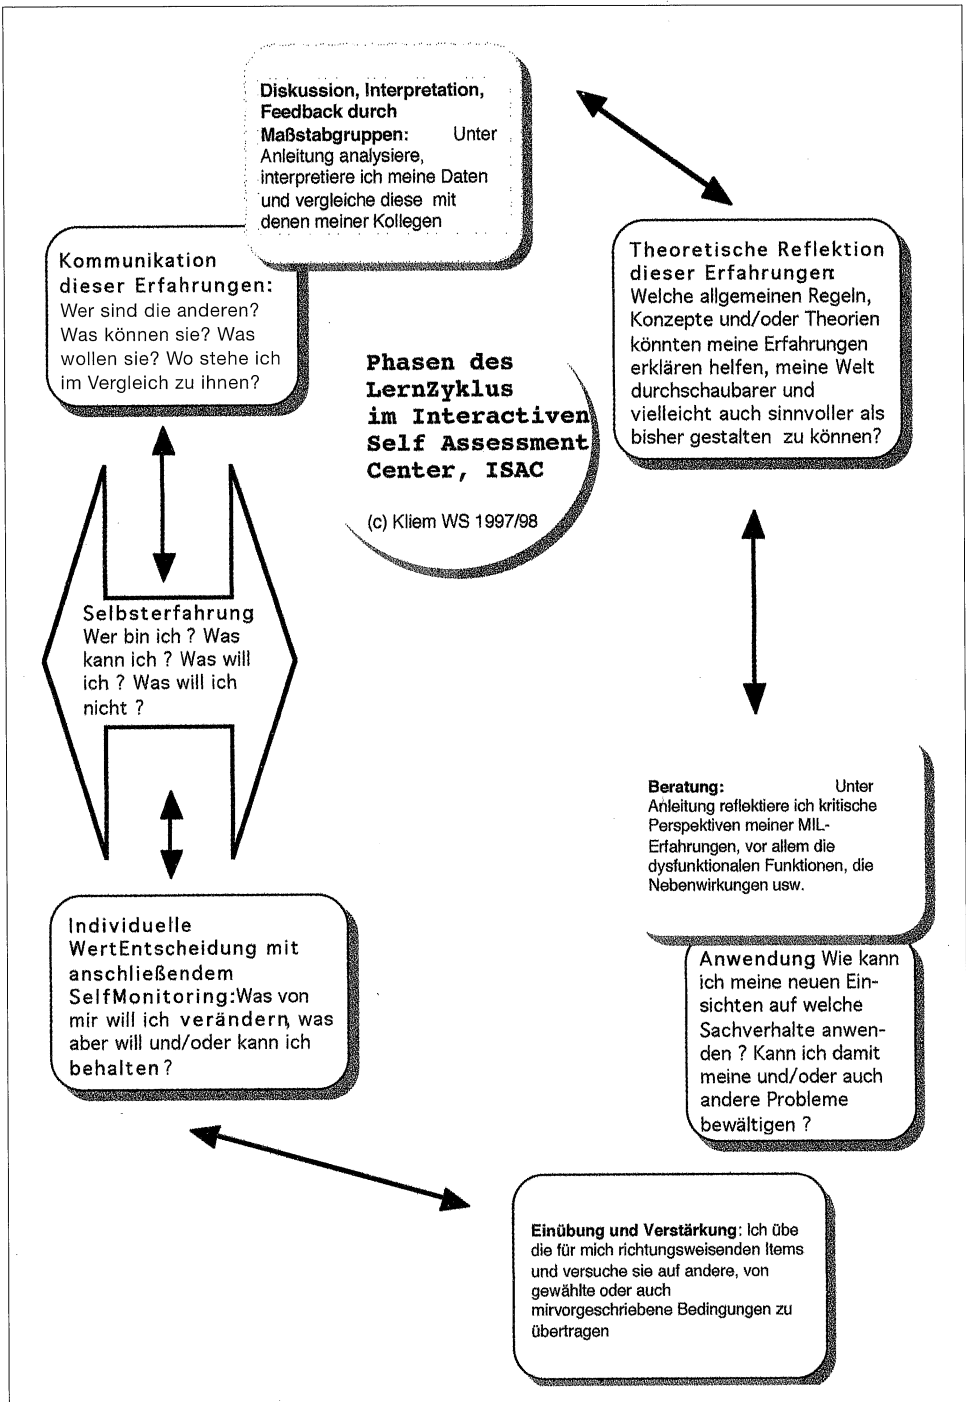 Diskussion, Interpretation,
Feedback durch
Maßstabgruppen: Unter
Anleitung analysiere,
interpretiere ich meine Daten
und vergleiche diese mit
denen meiner Kollegen
Kommunikation
dieser Erfahrungen:
Wer sind die anderen?
Was können sie? Was
wollen sie? Wo stehe ich
im Vergleich zu ihnen?
Theoretische Reflektion
dieser Erfahrungen:
Welche allgemeinen Regeln,
Konzepte und/oder Theorien
könnten meine Erfahrungen
erklären helfen, meine Welt
durchschaubarer und
vielleicht auch sinnvoller als
bisher gestalten zu können?
Phasen des
LernZyklus
im Interactiven
Self Assessment
Center, ISAC
(c) Kliem WS 1997/98
Selbsterfahrung
Wer bin ich ? Was
kann ich ? Was will
ich ? Was will ich
nicht ?
Beratung: Unter
Anleitung reflektiere ich kritische
Perspektiven meiner MIL-
Erfahrungen, vor allem die
dysfunktionalen Funktionen, die
Nebenwirkungen usw.
Individuelle
WertEntscheidung mit
anschließendem
SelfMonitoring:Was von
mir will ich verändern, was
aber will und/oder kann ich
behalten ?
Anwendung Wie kann
ich meine neuen Ein-
sichten auf welche
Sachverhalte anwen-
den ? Kann ich damit
meine und/oder auch
andere Probleme
bewältigen ?
Einübung und Verstärkung: Ich übe
die für mich richtungsweisenden Items
und versuche sie auf andere, von
gewählte oder auch
mirvorgeschriebene Bedingungen zu
übertragen